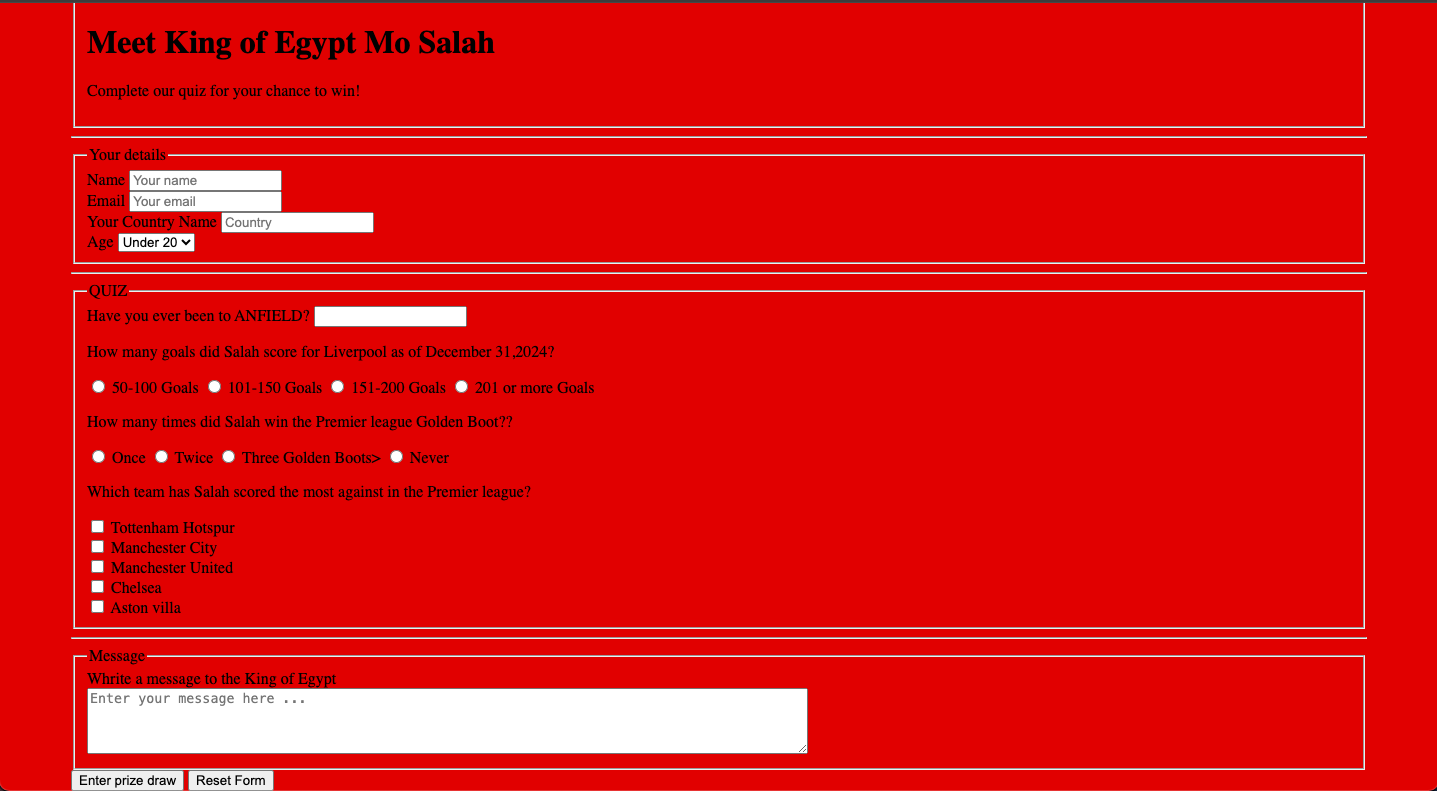 Meet King of Egypt Mo Salah
Complete our quiz for your chance to win!
Your details
Name Your name
Email Your email
Your Country Name Country
Age Under 20
QUIZ
Have you ever been to ANFIELD?
How many goals did Salah score for Liverpool as of December 31,2024?
50-100 Goals 101-150 Goals 151-200 Goals 201 or more Goals
How many times did Salah win the Premier league Golden Boot??
Once Twice Three Golden Boots> Never
Which team has Salah scored the most against in the Premier league?
Tottenham Hotspur
Manchester City
Manchester United
Chelsea
Aston villa
Message
Whrite a message to the King of Egypt
Enter your message here ...
Enter prize draw Reset Form